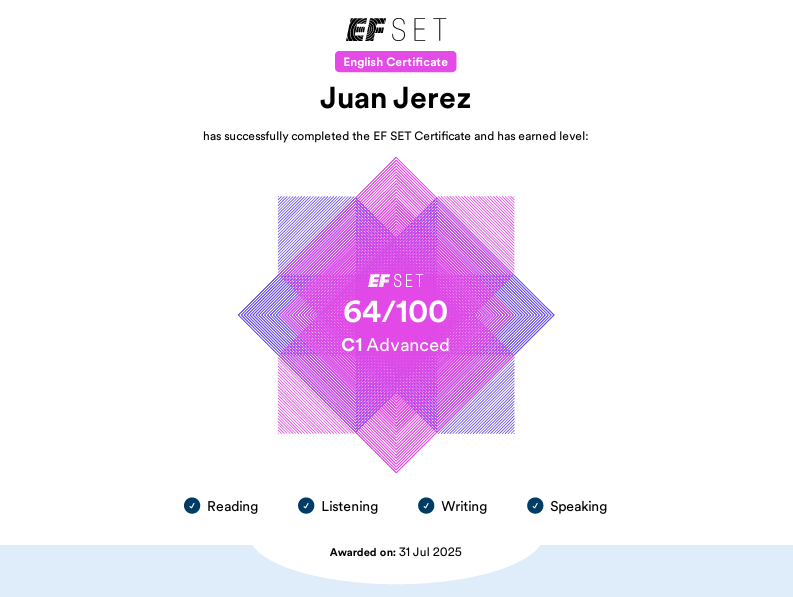 EF SET
English Certificate
Juan Jerez
has successfully completed the EF SET Certificate and has earned level:
EF SET
64/100
C1 Advanced
Reading Listening Writing Speaking
Awarded on: 31 Jul 2025